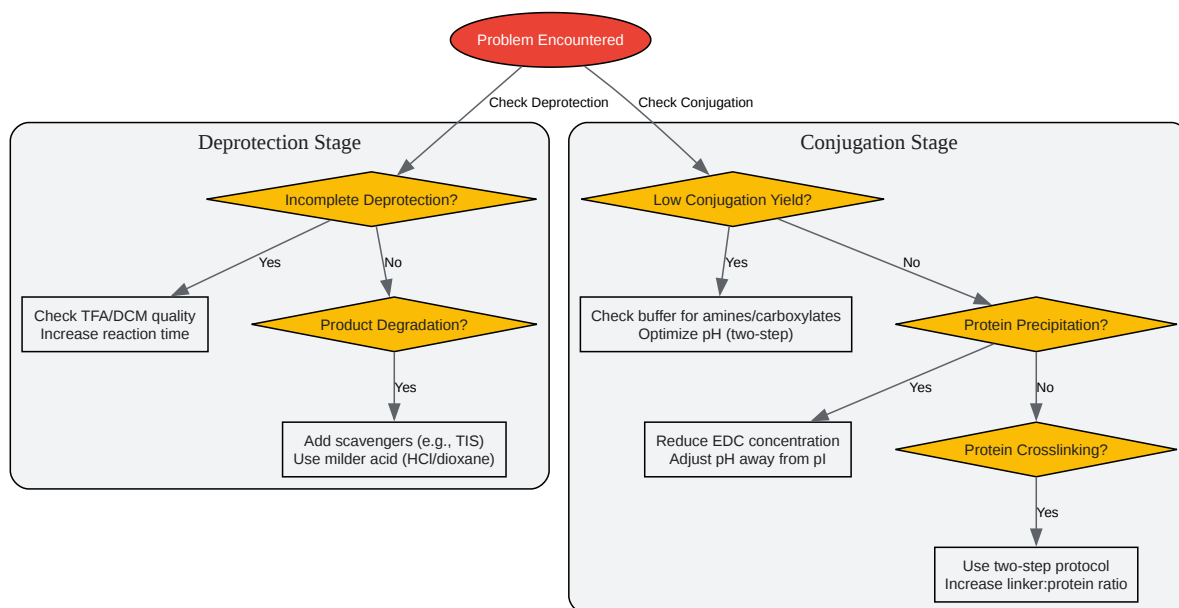 Problem Encountered
Check Deprotection
Check Conjugation
Deprotection Stage
Incomplete Deprotection?
Yes
No
Check TFA/DCM quality
Increase reaction time
Product Degradation?
Yes
Add scavengers (e.g., TIS)
Use milder acid (HCl/dioxane)
Conjugation Stage
Low Conjugation Yield?
Yes
No
Check buffer for amines/carboxylates
Optimize pH (two-step)
Protein Precipitation?
Yes
No
Reduce EDC concentration
Adjust pH away from pI
Protein Crosslinking?
Yes
Use two-step protocol
Increase linker:protein ratio